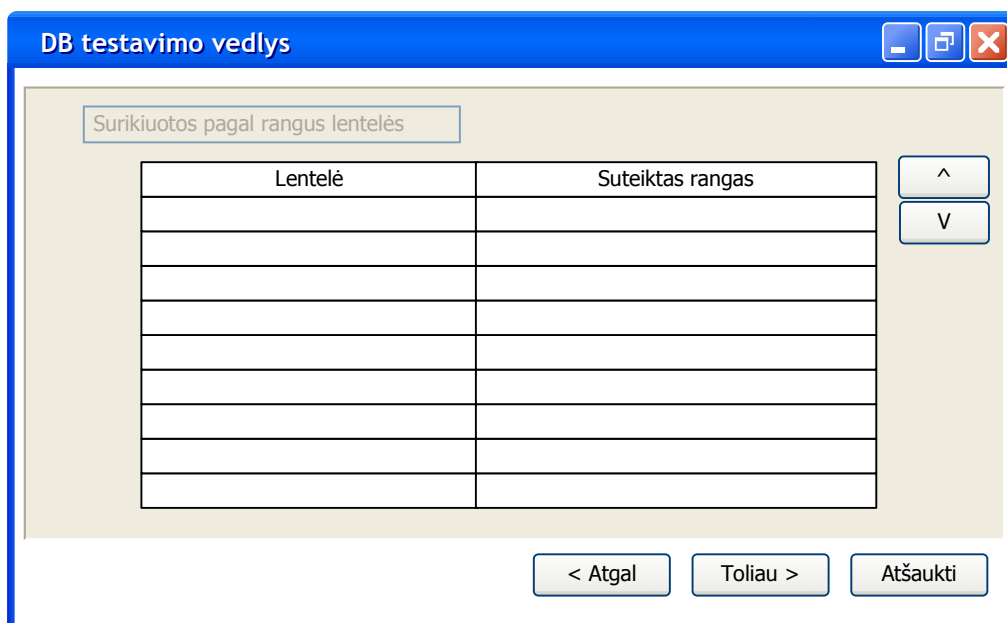 DB testavimo vedlys
Surikiuotos pagal rangus lentelės
Lentelė Suteiktas rangas
^
V
< Atgal Toliau > Atšaukti